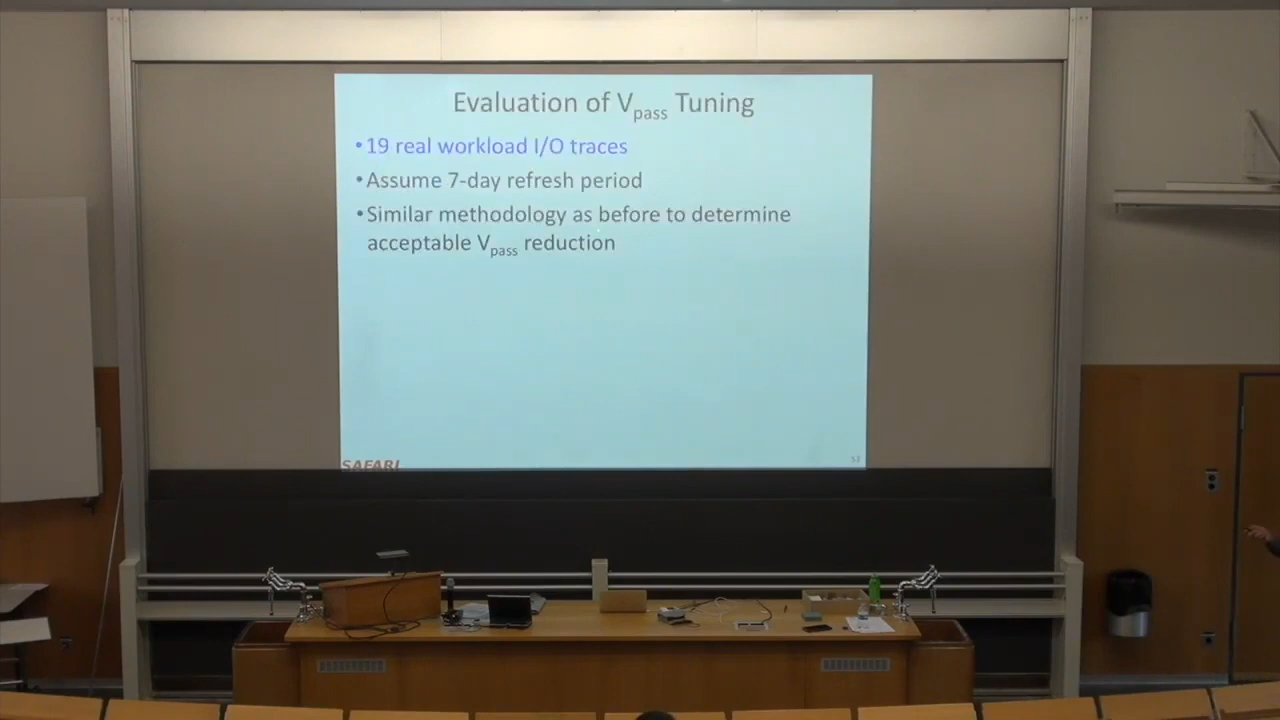 Evaluation of Vpass Tuning
•19 real workload I/O traces
•Assume 7-day refresh period
•Similar methodology as before to determine
acceptable Vpass reduction
SAFARI
53